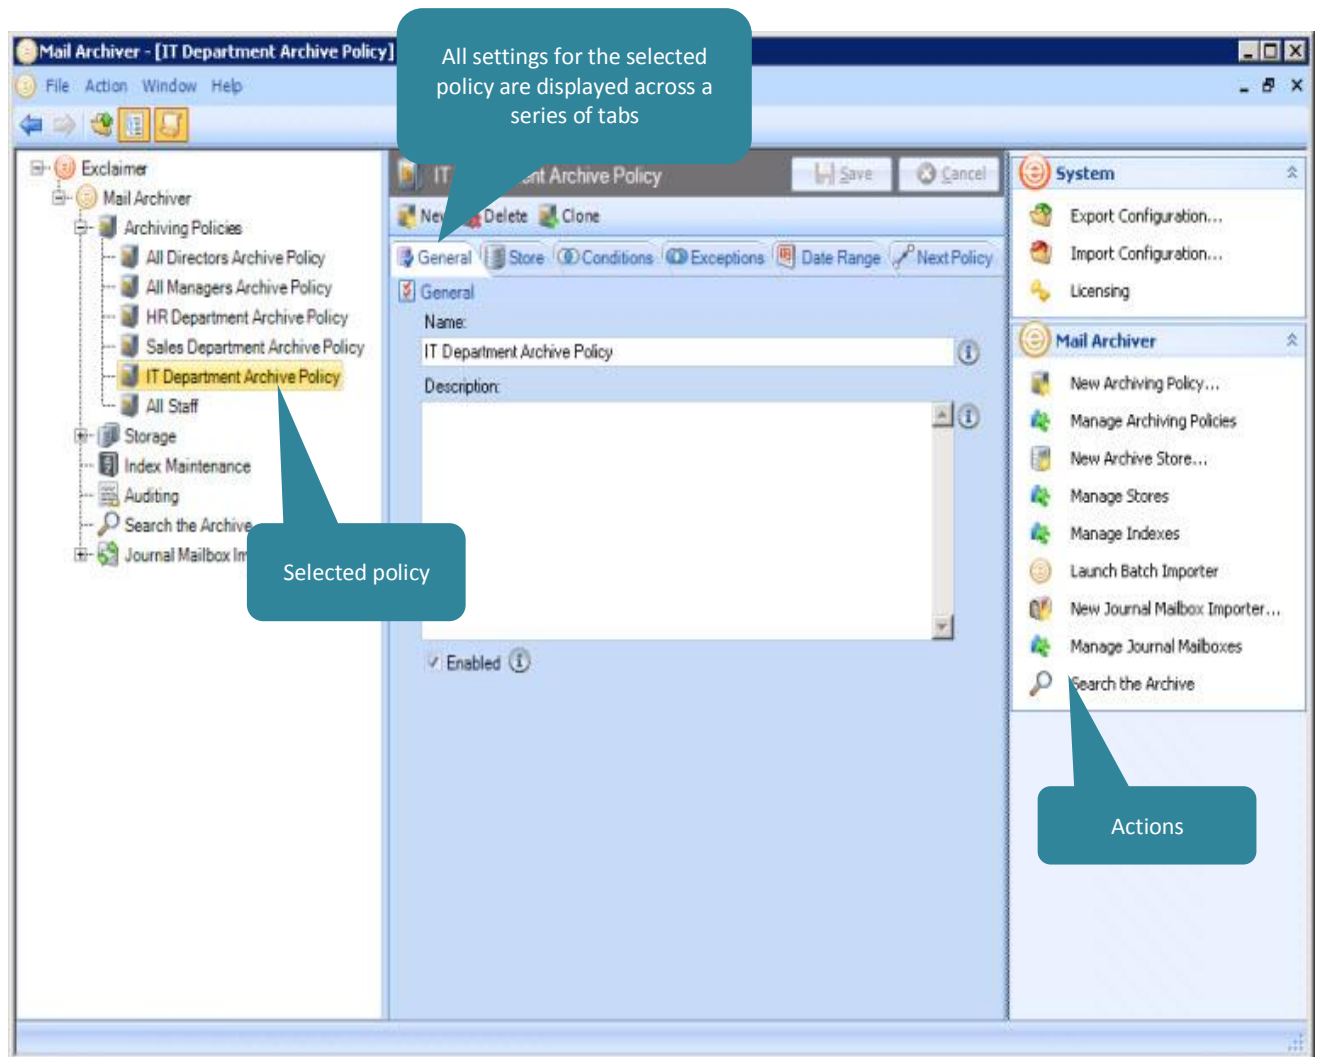 Mail Archiver - [IT Department Archive Policy]
All settings for the selected
policy are displayed across a
series of tabs
File Action Window Help
Exclaimer
Mail Archiver
Archiving Policies
All Directors Archive Policy
All Managers Archive Policy
HR Department Archive Policy
Sales Department Archive Policy
IT Department Archive Policy
All Staff
Storage
Index Maintenance
Auditing
Search the Archive
Journal Mailbox
Selected policy
IT Archive Policy
Save Cancel
New Delete Clone
General Store Conditions Exceptions Date Range Next Policy
General
Name:
IT Department Archive Policy
Description:
Enabled
System
Export Configuration...
Import Configuration...
Licensing
Mail Archiver
New Archiving Policy...
Manage Archiving Policies
New Archive Store...
Manage Stores
Manage Indexes
Launch Batch Importer
New Journal Mailbox Importer...
Manage Journal Mailboxes
Search the Archive
Actions